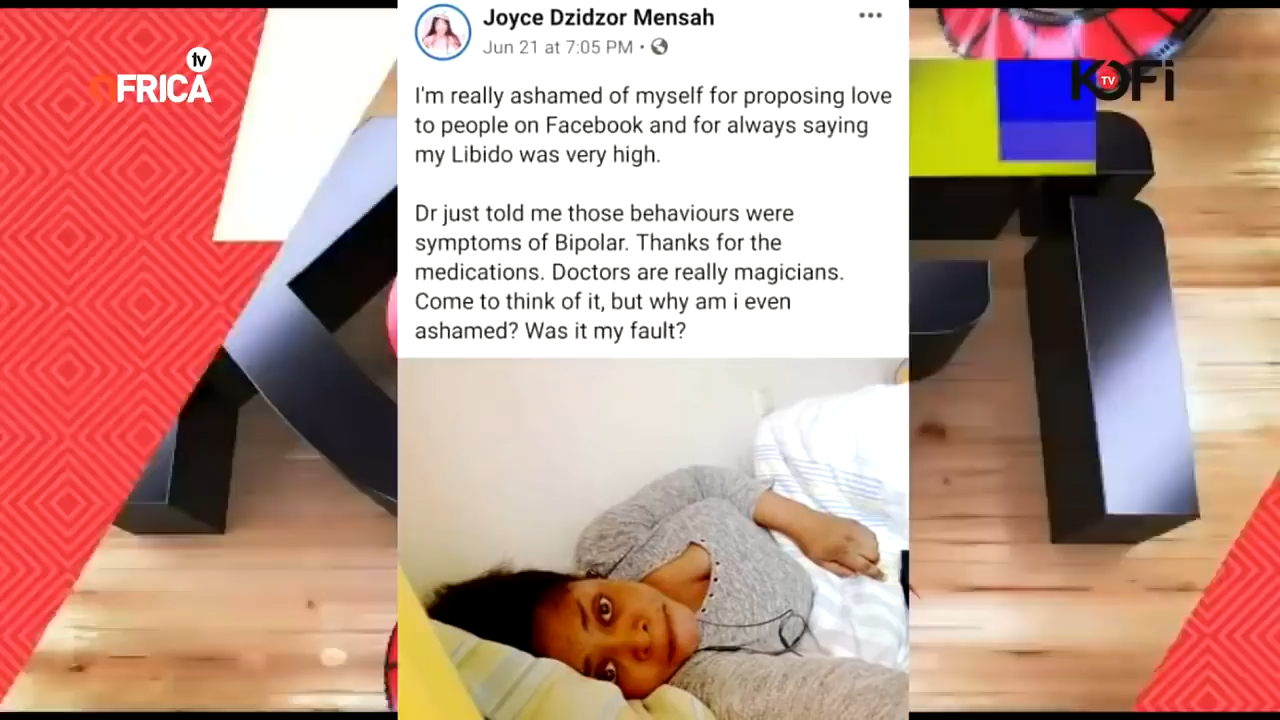 tv
AFRICA
KOFI
TV
Joyce Dzidzor Mensah
Jun 21 at 7:05 PM •
I'm really ashamed of myself for proposing love
to people on Facebook and for always saying
my Libido was very high.
Dr just told me those behaviours were
symptoms of Bipolar. Thanks for the
medications. Doctors are really magicians.
Come to think of it, but why am i even
ashamed? Was it my fault?